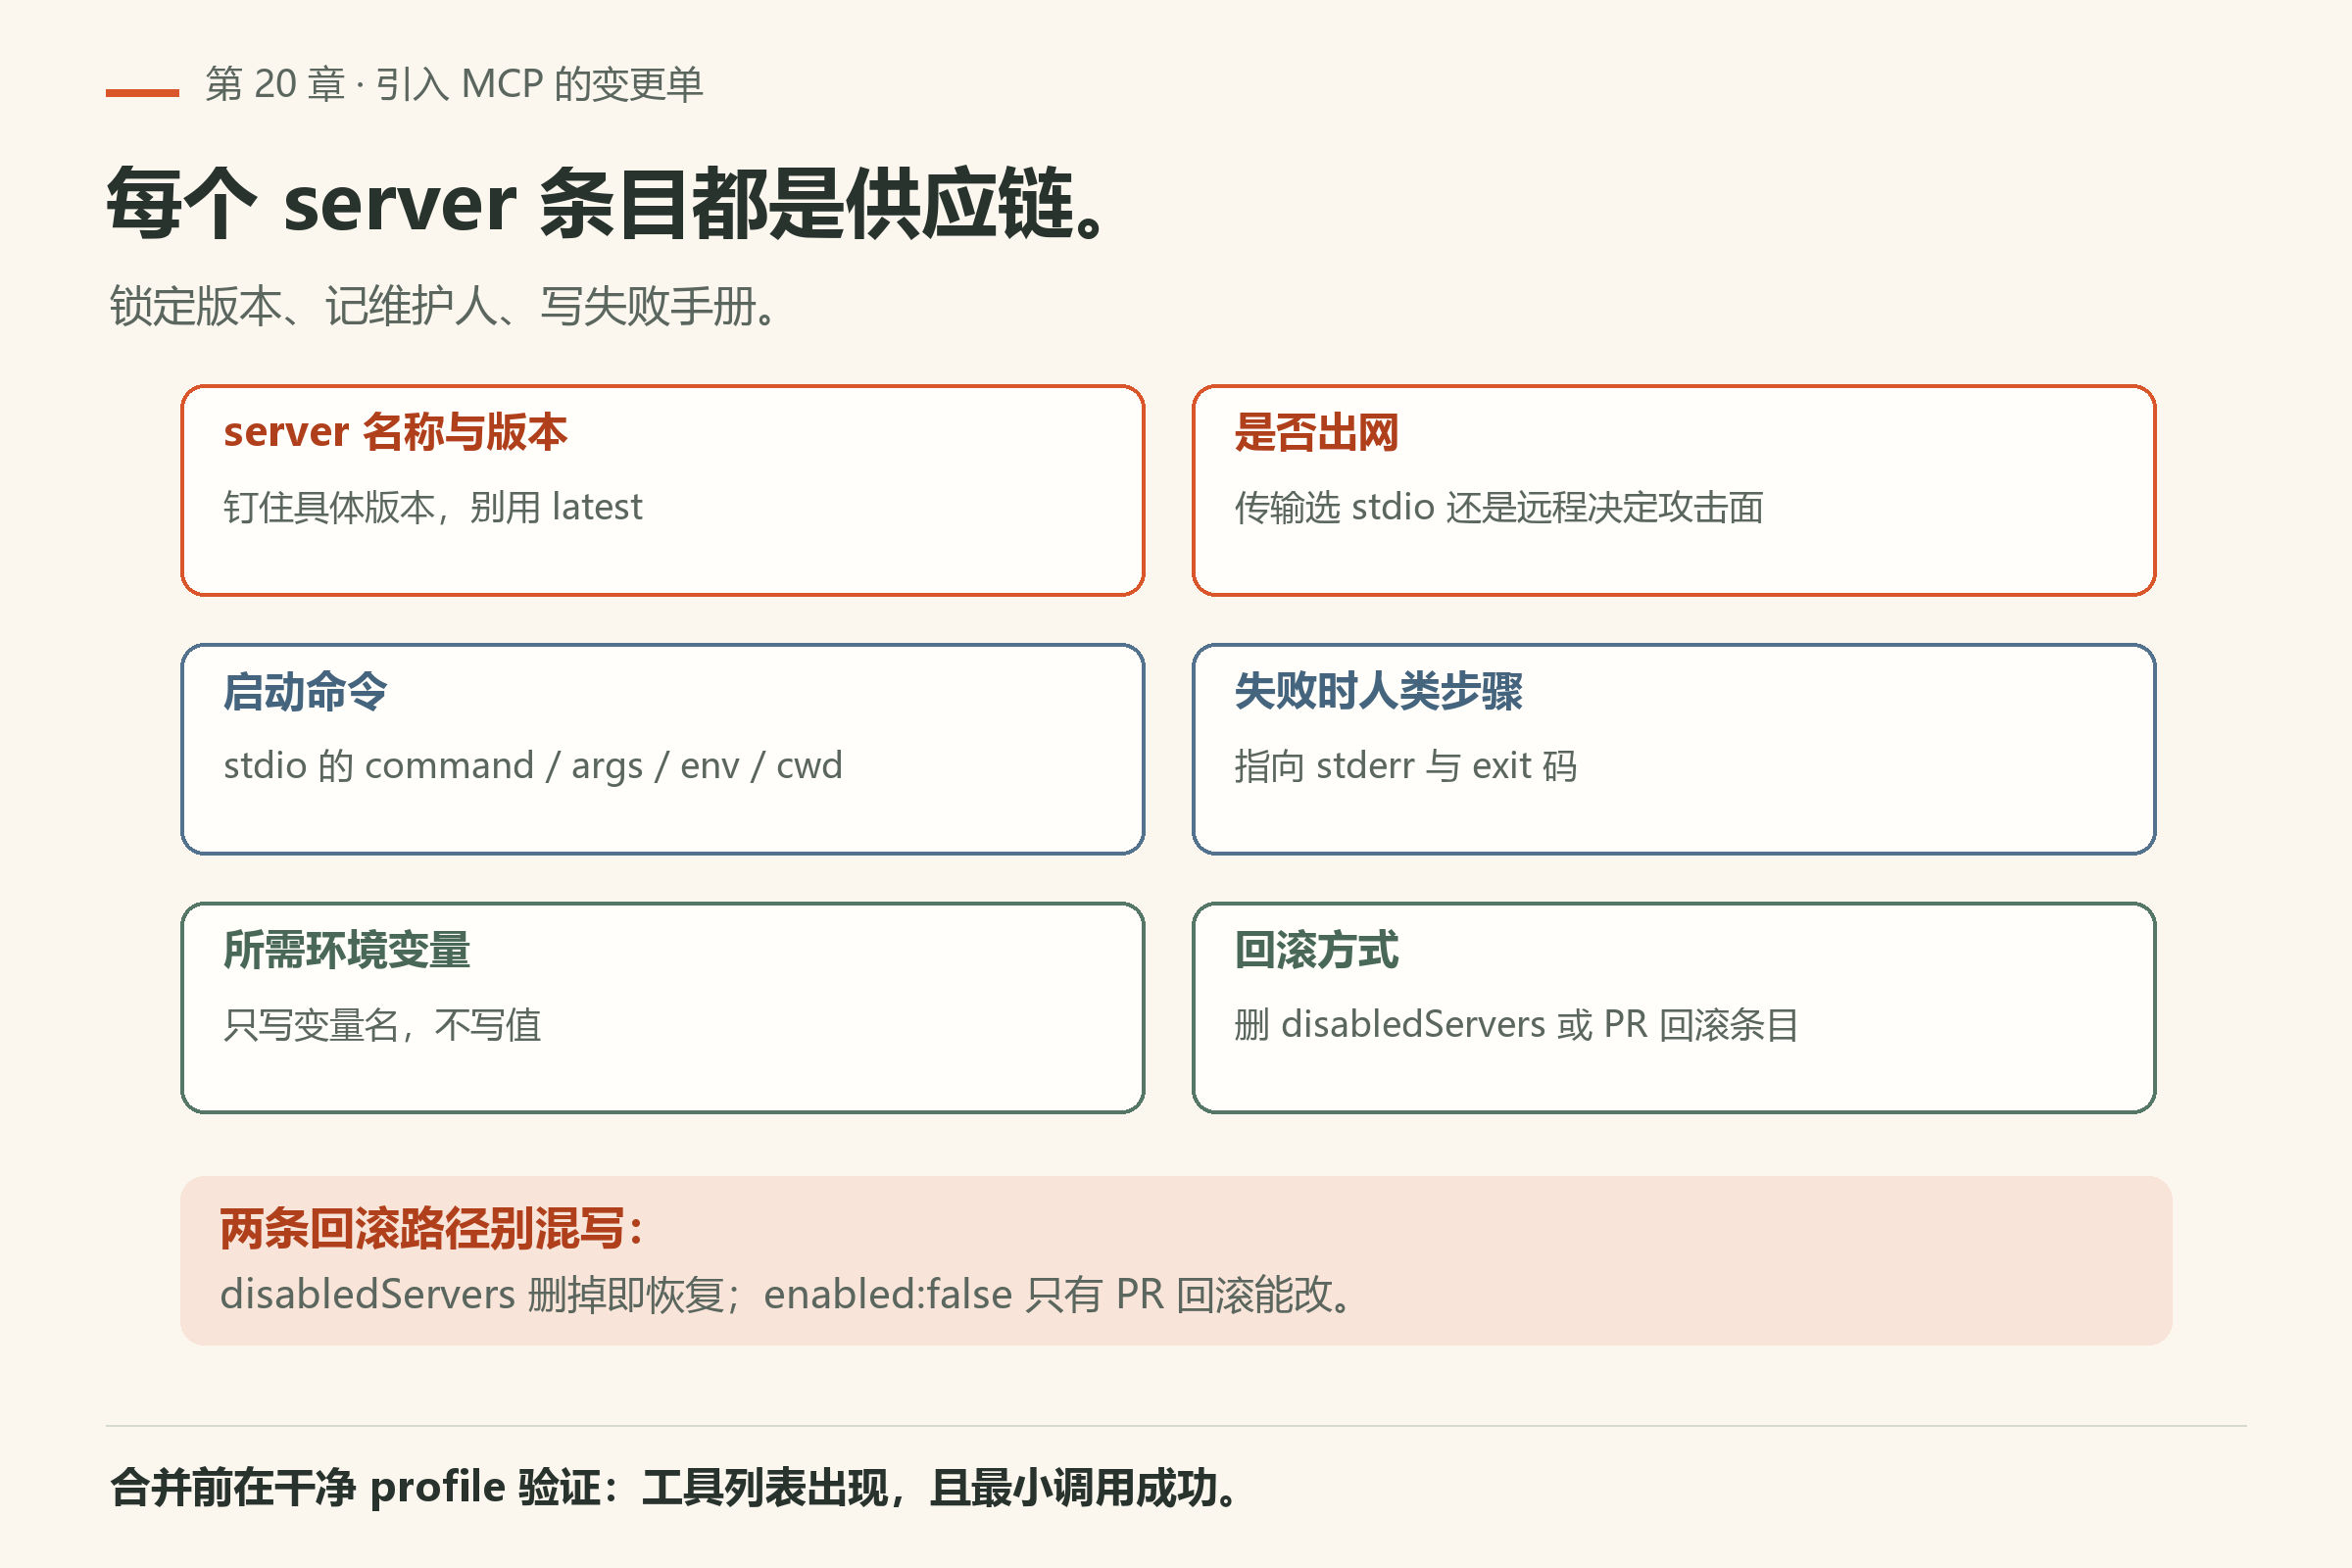 第 20 章 · 引入 MCP 的变更单
每个 server 条目都是供应链。
锁定版本、记维护人、写失败手册。
server 名称与版本
钉住具体版本，别用 latest
是否出网
传输选 stdio 还是远程决定攻击面
启动命令
stdio 的 command / args / env / cwd
失败时人类步骤
指向 stderr 与 exit 码
所需环境变量
只写变量名，不写值
回滚方式
删 disabledServers 或 PR 回滚条目
两条回滚路径别混写：
disabledServers 删掉即恢复；enabled:false 只有 PR 回滚能改。
合并前在干净 profile 验证：工具列表出现，且最小调用成功。